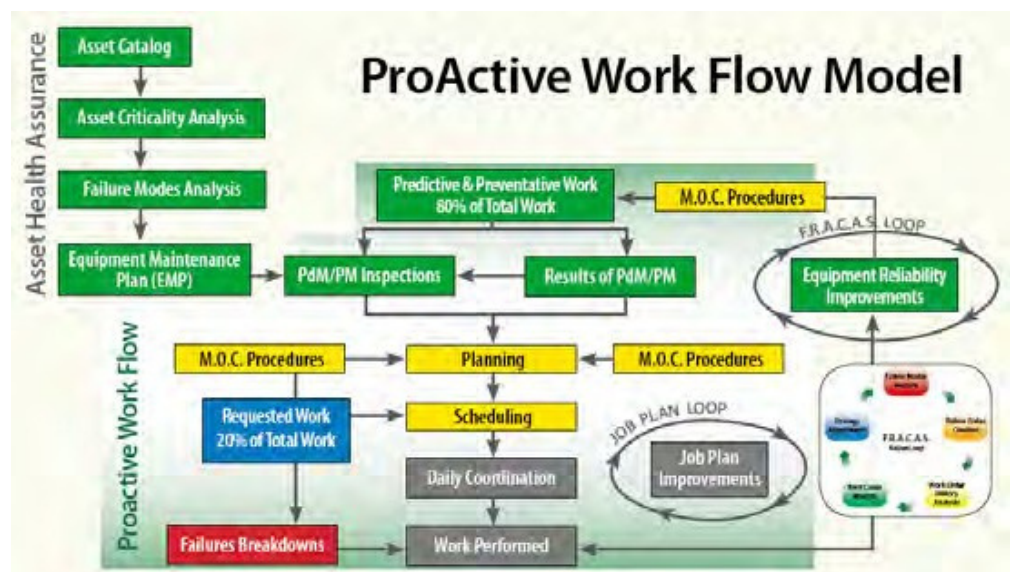 ProActive Work Flow Model
Asset Health Assurance
Asset Catalog
Asset Criticality Analysis
Failure Modes Analysis
Equipment Maintenance
Plan (EMP)
Predictive & Preventative Work
80% of Total Work
M.O.C. Procedures
F.R.A.C.A.S. LOOP
PdM/PM Inspections
Results of PdM/PM
Equipment Reliability
Improvements
Proactive Work Flow
M.O.C. Procedures
Planning
M.O.C. Procedures
Requested Work
20% of Total Work
Scheduling
JOB PLAN LOOP
Job Plan
Improvements
Daily Coordination
F.R.A.C.A.S.
Failures Breakdowns
Work Performed